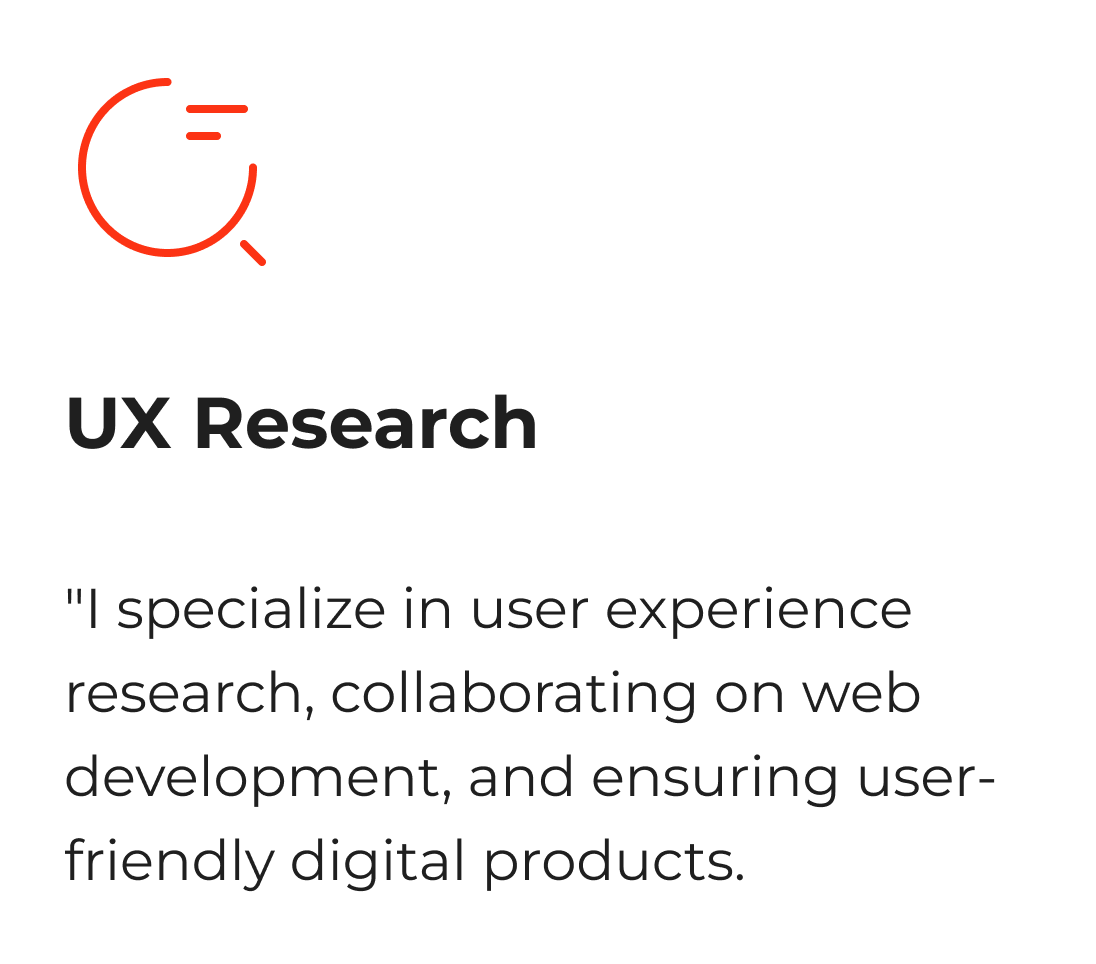 UX Research
"I specialize in user experience
research, collaborating on web
development, and ensuring user-
friendly digital products.